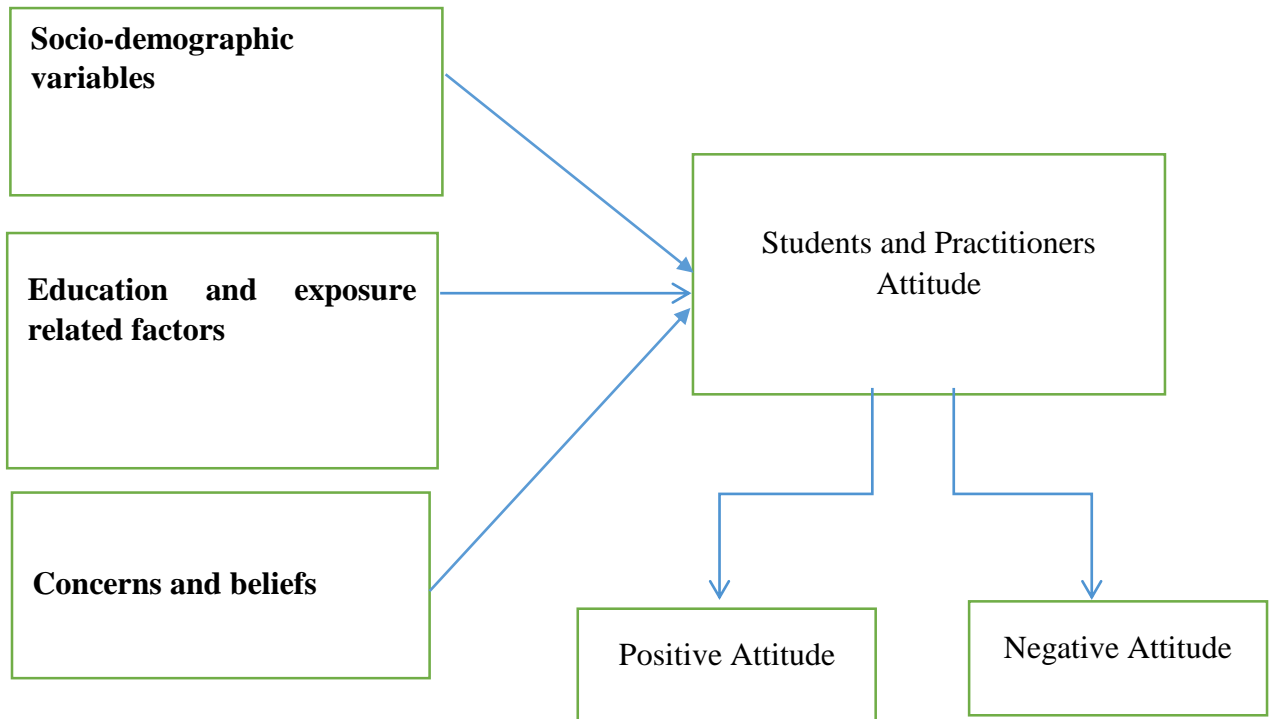 Socio-demographic
variables
Students and Practitioners
Attitude
Education and exposure
related factors
Concerns and beliefs
Positive Attitude
Negative Attitude